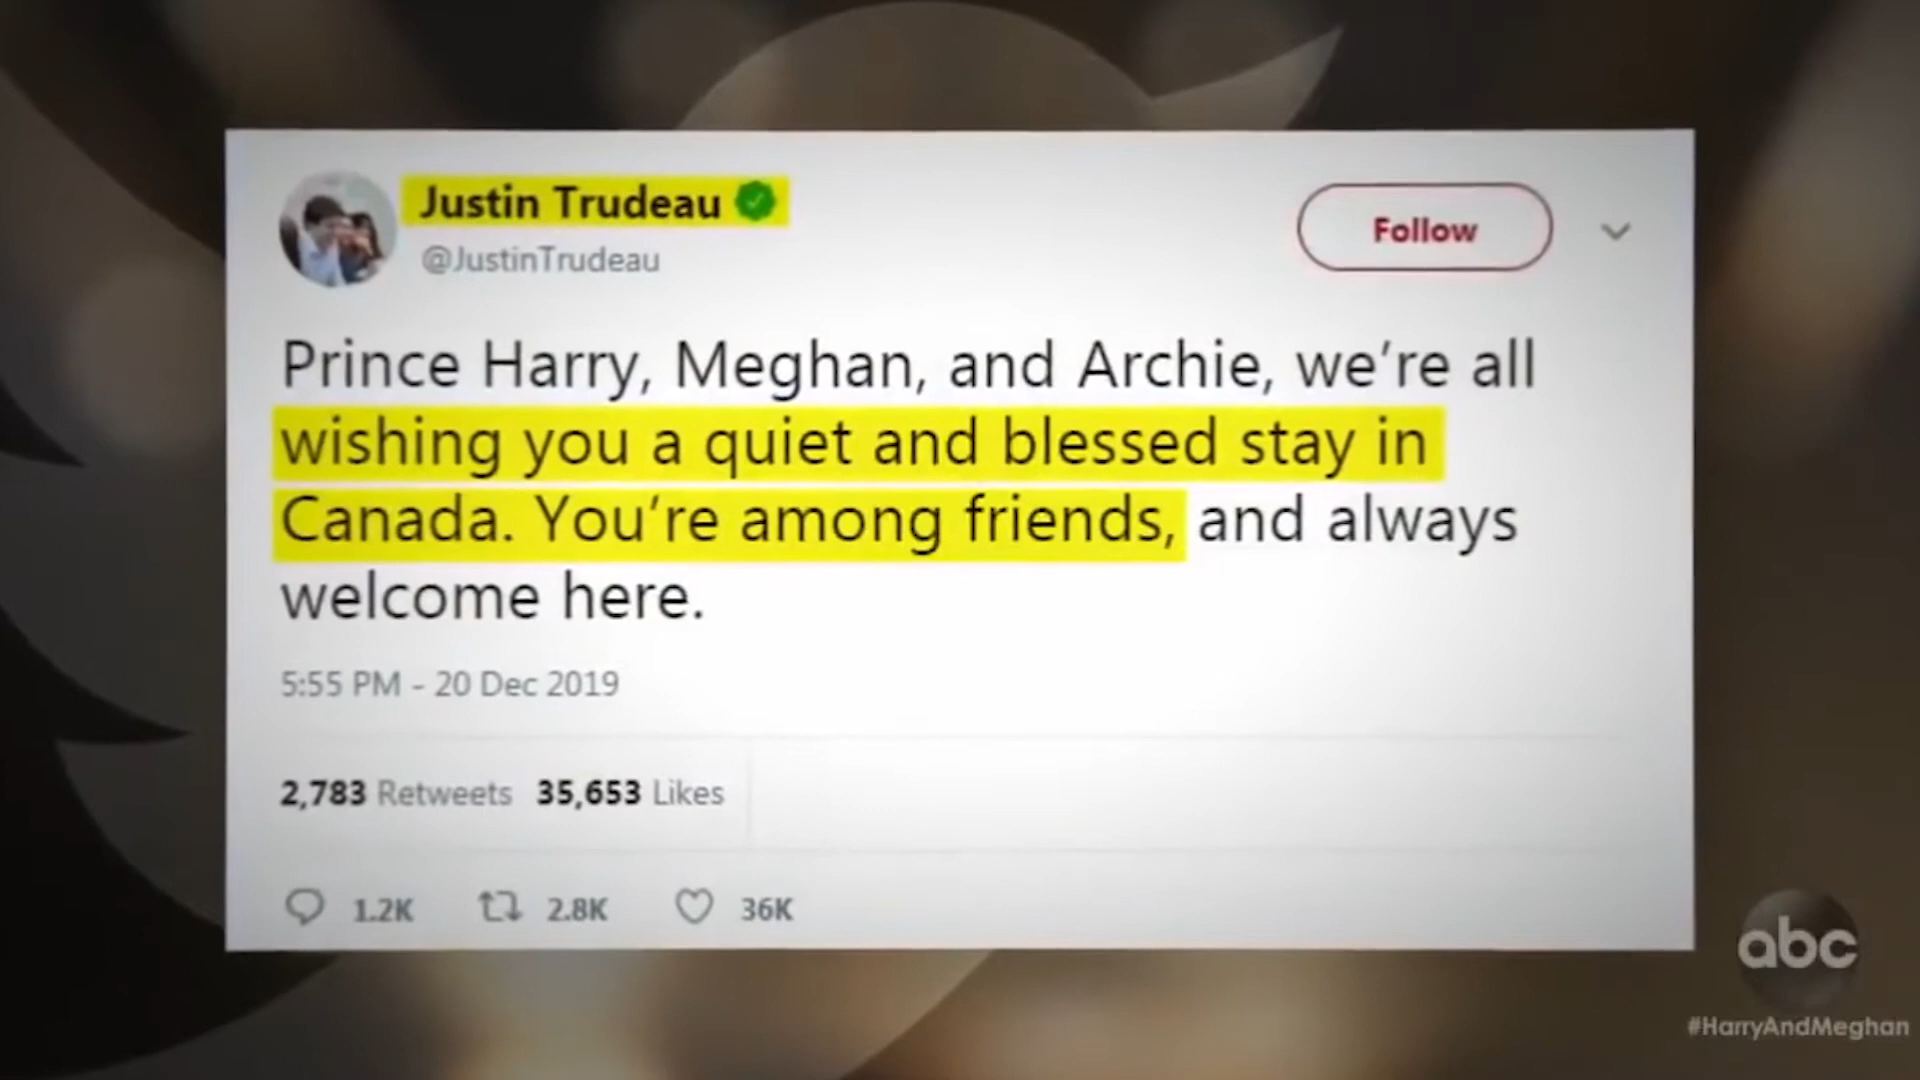 Justin Trudeau
@JustinTrudeau
Follow
Prince Harry, Meghan, and Archie, we're all
wishing you a quiet and blessed stay in
Canada. You're among friends, and always
welcome here.
5:55 PM - 20 Dec 2019
2,783 Retweets 35,653 Likes
1.2K 2.8K 36K
abc
#HarryAndMeghan